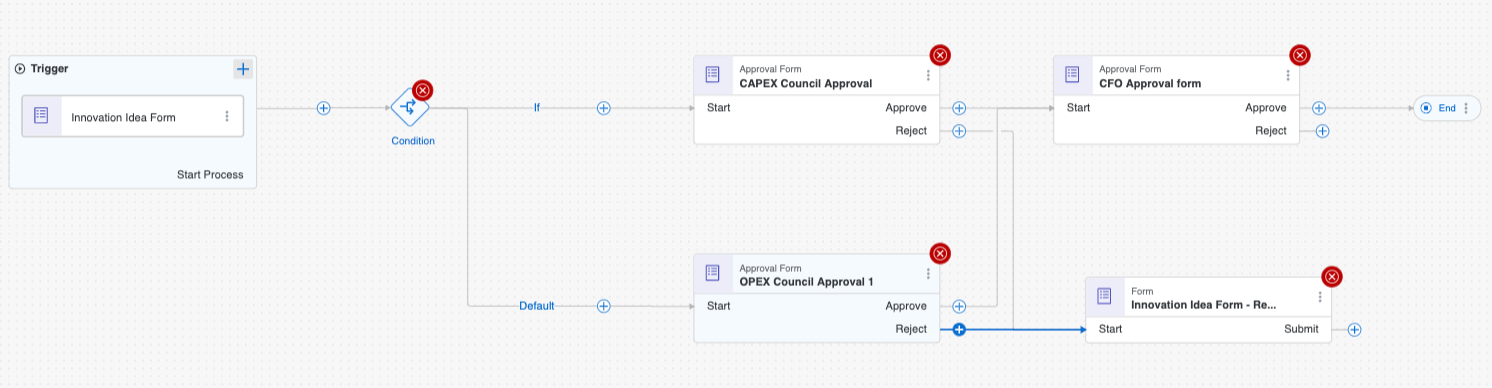 Trigger
Innovation Idea Form
Start Process
Condition
If
Default
Approval Form
CAPEX Council Approval
Start
Approve
Reject
Approval Form
CFO Approval form
Start
Approve
Reject
End
Approval Form
OPEX Council Approval 1
Start
Approve
Reject
Form
Innovation Idea Form - Re...
Start
Submit